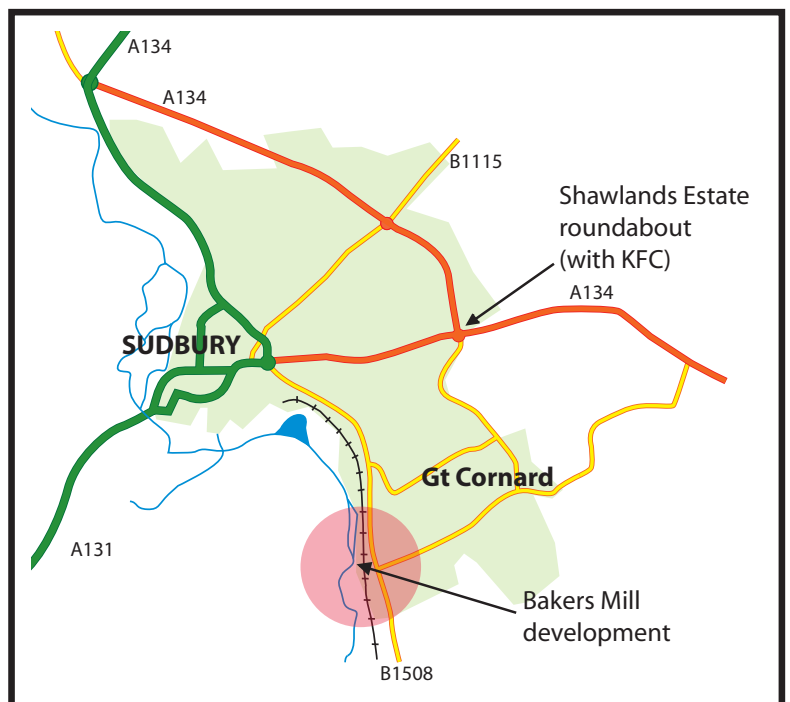 A134
A134
B1115
Shawlands Estate
roundabout
(with KFC)
A134
SUDBURY
Gt Cornard
A131
Bakers Mill
development
B1508